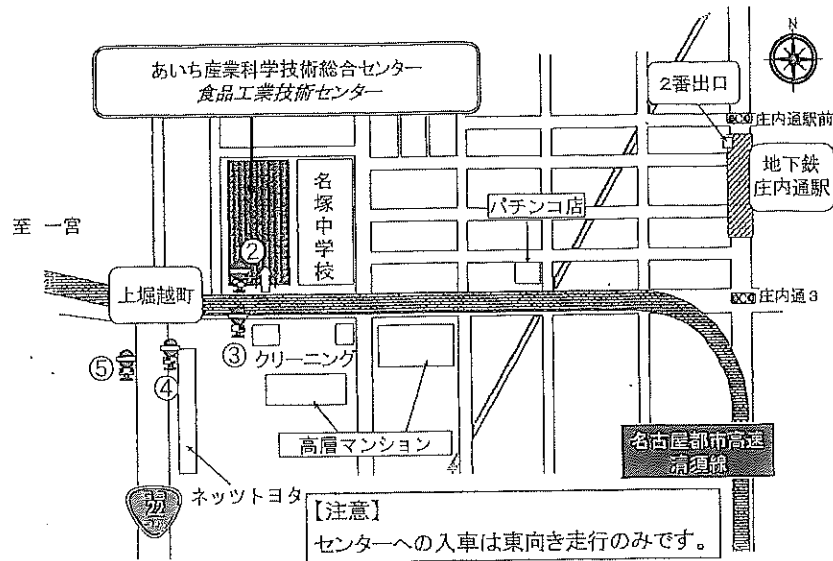 N
あいち産業科学技術総合センター
食品工業技術センター
2番出口
庄内通駅前
地下鉄
庄内通駅
名塚中学校
パチンコ店
至 一宮
②
上堀越町
庄内通3
③
クリーニング
⑤
④
高層マンション
名古屋都市高速
清須線
ネッツトヨタ
22
【注意】
センターへの入車は東向き走行のみです。